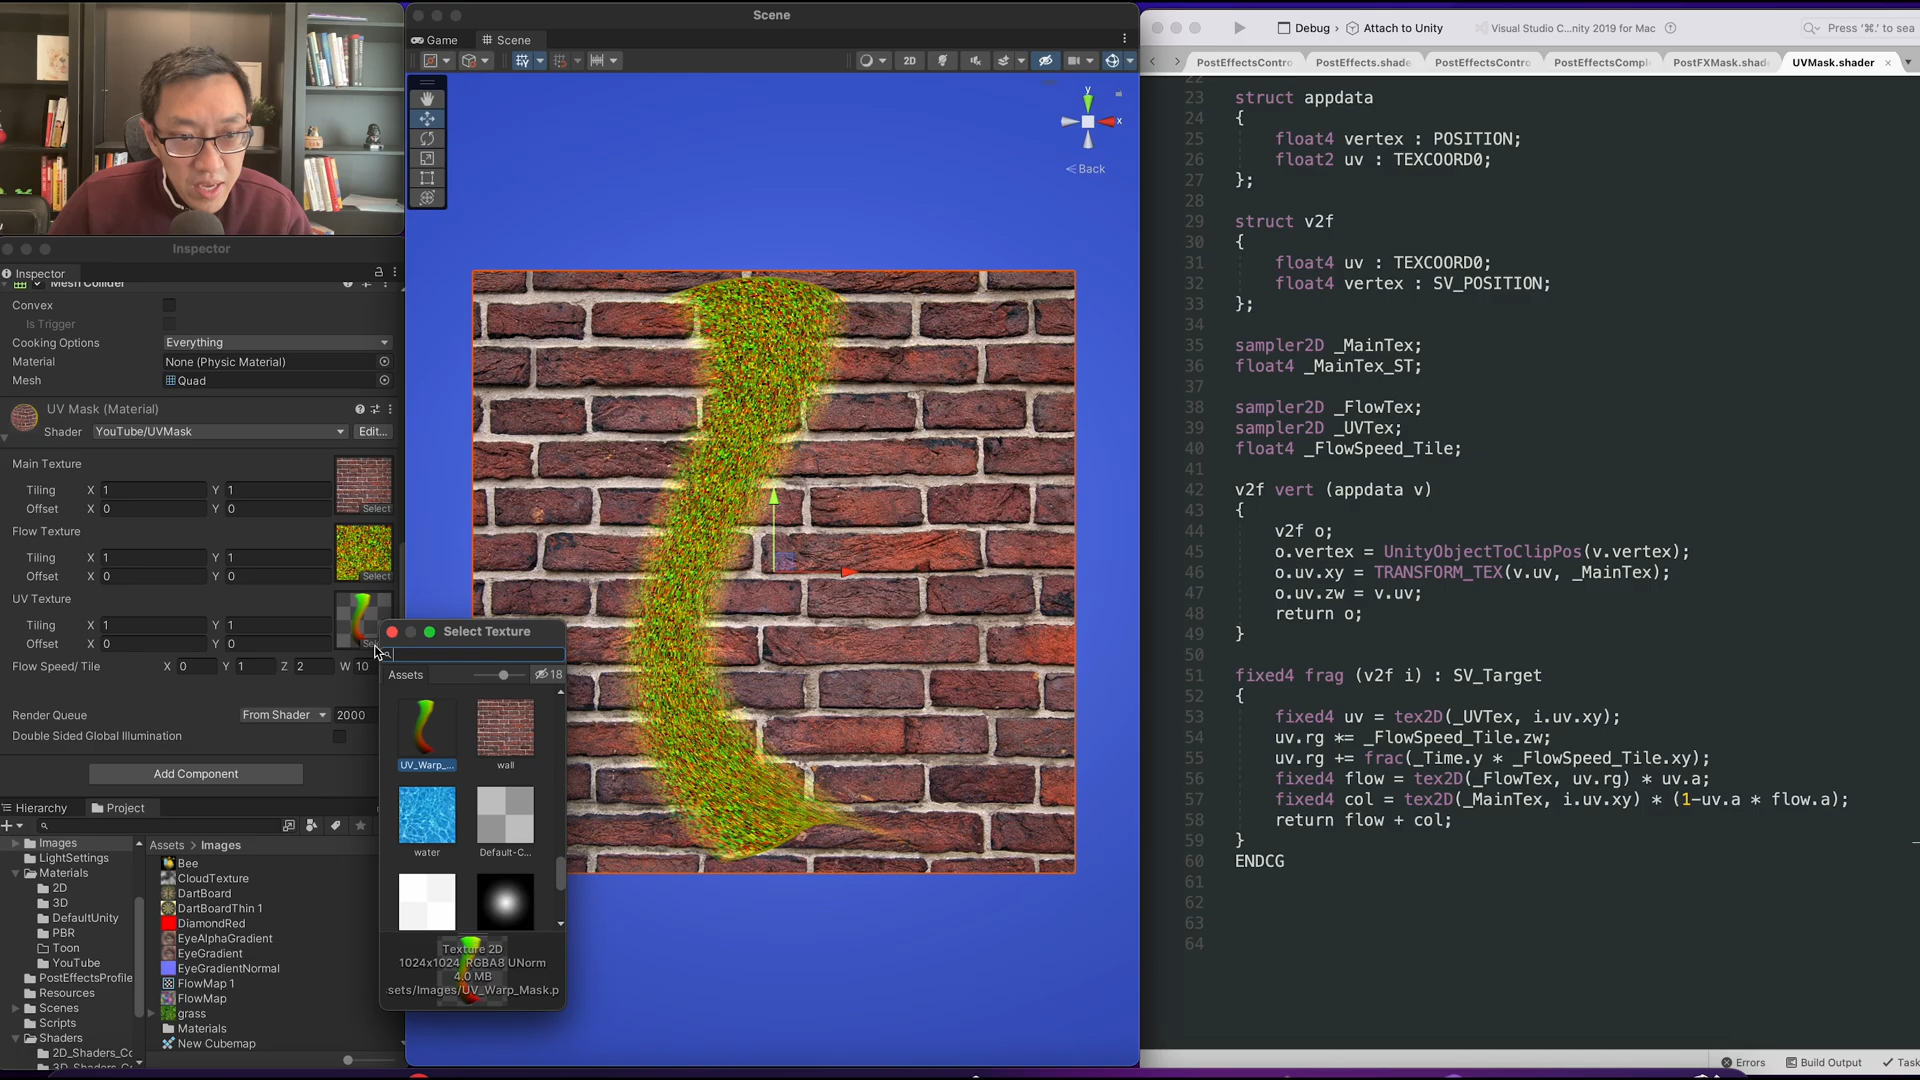 Scene
Game
Scene
2D
y
x
Back
Inspector
Inspector
Mesh Collider
Convex
Is Trigger
Cooking Options
Everything
Material
None (Physic Material)
Mesh
Quad
UV Mask (Material)
Shader
YouTube/UVMask
Edit...
Main Texture
Tiling X 1 Y 1
Offset X 0 Y 0
Select
Flow Texture
Tiling X 1 Y 1
Offset X 0 Y 0
Select
UV Texture
Tiling X 1 Y 1
Offset X 0 Y 0
Flow Speed/ Tile X 0 Y 1 Z 2 W 10
Render Queue From Shader 2000
Double Sided Global Illumination
Add Component
Hierarchy
Project
Images
LightSettings
Materials
2D
3D
DefaultUnity
PBR
Toon
YouTube
PostEffectsProfile
Resources
Scenes
Scripts
Shaders
2D_Shaders_Cc
Assets > Images
Bee
CloudTexture
DartBoard
DartBoardThin 1
DiamondRed
EyeAlphaGradient
EyeGradient
EyeGradientNormal
FlowMap 1
FlowMap
grass
Materials
New Cubemap
Select Texture
Assets
18
UV_Warp_...
wall
water
Default-C...
Texture 2D
1024x1024 RGBA8 UNorm
4.0 MB
sets/Images/UV_Warp_Mask.p
Debug > Attach to Unity
Visual Studio C...nity 2019 for Mac
Press '⌘.' to sea
PostEffectsContro
PostEffects.shade
PostEffectsContro
PostEffectsCompl
PostFXMask.shad
UVMask.shader
22
23 struct appdata
24 {
25 float4 vertex : POSITION;
26 float2 uv : TEXCOORD0;
27 };
28
29 struct v2f
30 {
31 float4 uv : TEXCOORD0;
32 float4 vertex : SV_POSITION;
33 };
34
35 sampler2D _MainTex;
36 float4 _MainTex_ST;
37
38 sampler2D _FlowTex;
39 sampler2D _UVTex;
40 float4 _FlowSpeed_Tile;
41
42 v2f vert (appdata v)
43 {
44 v2f o;
45 o.vertex = UnityObjectToClipPos(v.vertex);
46 o.uv.xy = TRANSFORM_TEX(v.uv, _MainTex);
47 o.uv.zw = v.uv;
48 return o;
49 }
50
51 fixed4 frag (v2f i) : SV_Target
52 {
53 fixed4 uv = tex2D(_UVTex, i.uv.xy);
54 uv.rg *= _FlowSpeed_Tile.zw;
55 uv.rg += frac(_Time.y * _FlowSpeed_Tile.xy);
56 fixed4 flow = tex2D(_FlowTex, uv.rg) * uv.a;
57 fixed4 col = tex2D(_MainTex, i.uv.xy) * (1-uv.a * flow.a);
58 return flow + col;
59 }
60 ENDCG
61
62
63
64
Errors
Build Output
Task